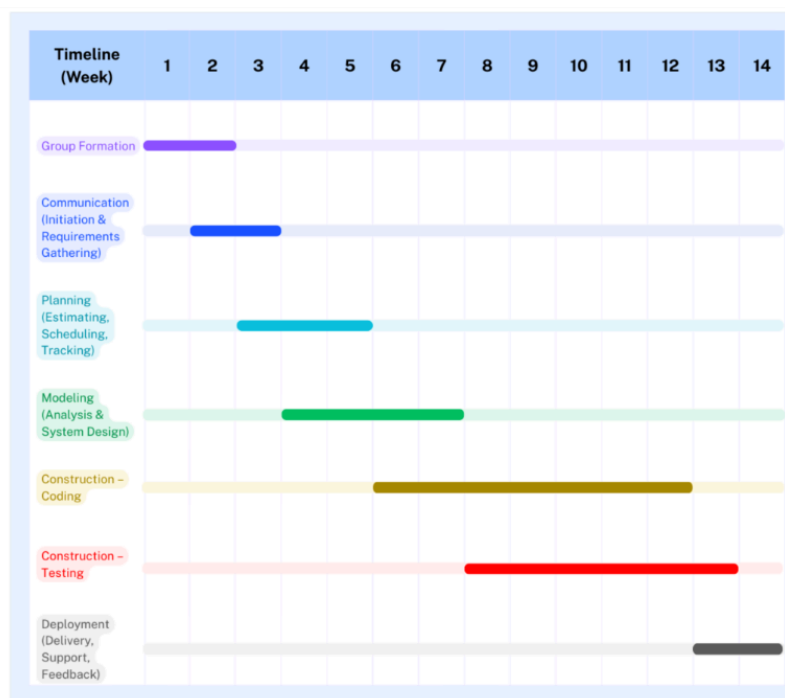 Timeline
(Week)
1 2 3 4 5 6 7 8 9 10 11 12 13 14
Group Formation
Communication
(Initiation &
Requirements
Gathering)
Planning
(Estimating,
Scheduling,
Tracking)
Modeling
(Analysis &
System Design)
Construction –
Coding
Construction –
Testing
Deployment
(Delivery,
Support,
Feedback)